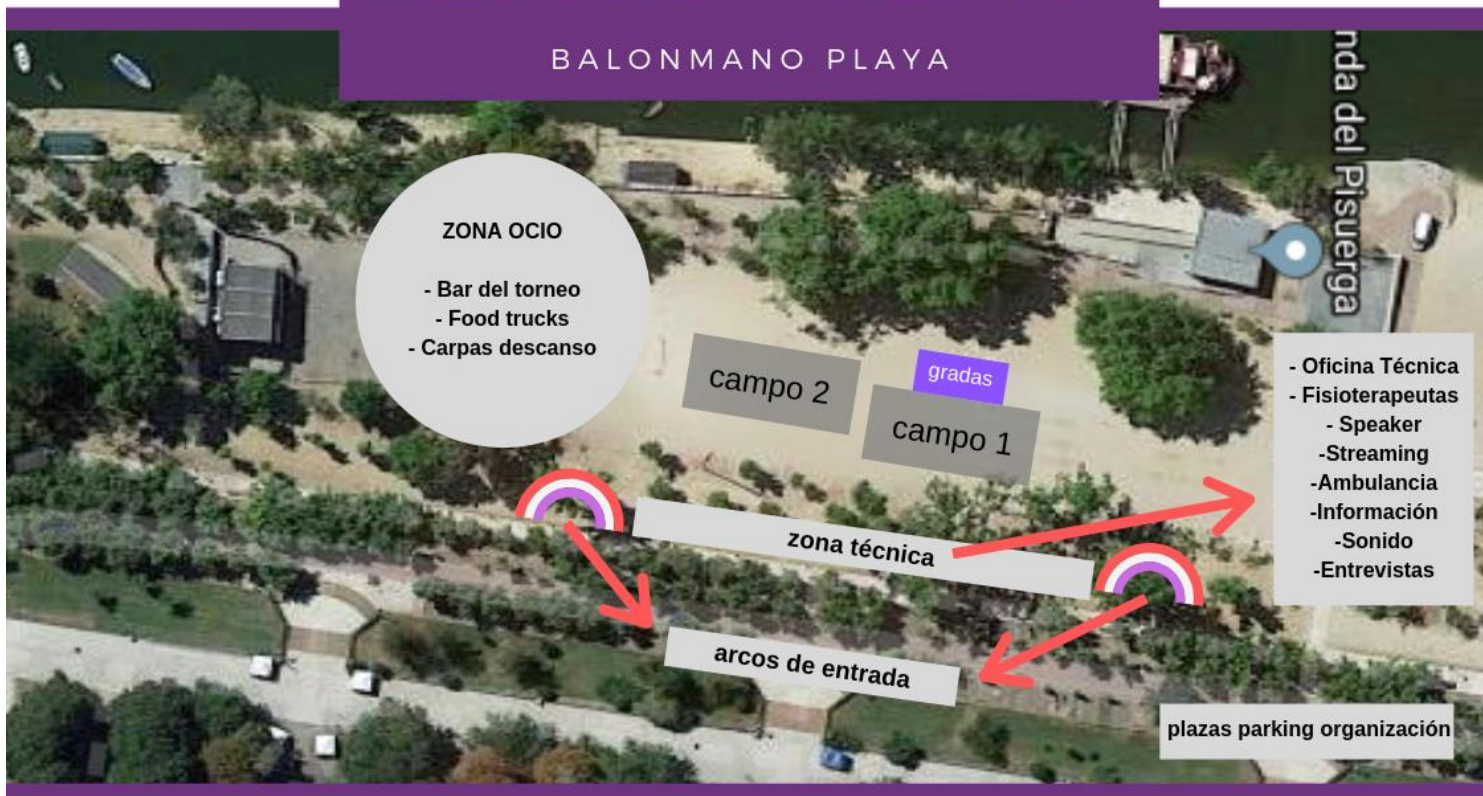 BALONMANO PLAYA
nda del Pisuerga
ZONA OCIO
- Bar del torneo
- Food trucks
- Carpas descanso
campo 2
gradas
campo 1
- Oficina Técnica
- Fisioterapeutas
- Speaker
-Streaming
-Ambulancia
-Información
-Sonido
-Entrevistas
zona técnica
arcos de entrada
plazas parking organización